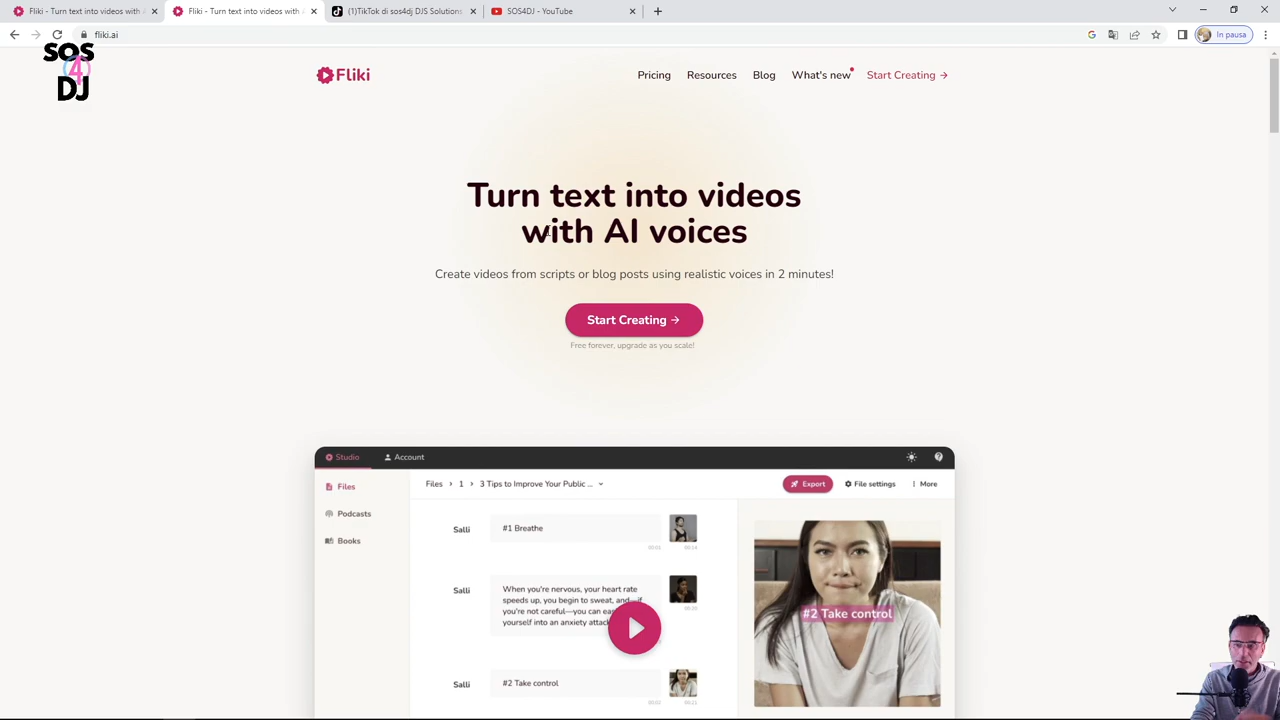 Fliki - Turn text into videos with A
Fliki - Turn text into videos with A
(1)TikTok di sos4dj DJS Solutions
SOS4DJ - YouTube
fliki.ai
In pausa
SOS
4
DJ
Fliki
Pricing
Resources
Blog
What's new
Start Creating →
Turn text into videos
with AI voices
Create videos from scripts or blog posts using realistic voices in 2 minutes!
Start Creating →
Free forever, upgrade as you scale!
Studio
Account
Files
Podcasts
Books
Files > 1 > 3 Tips to Improve Your Public ...
Export
File settings
More
Salli
#1 Breathe
Salli
When you're nervous, your heart rate
speeds up, you begin to sweat, and—if
you're not careful—you can
yourself into an anxiety
Salli
#2 Take control
#2 Take control